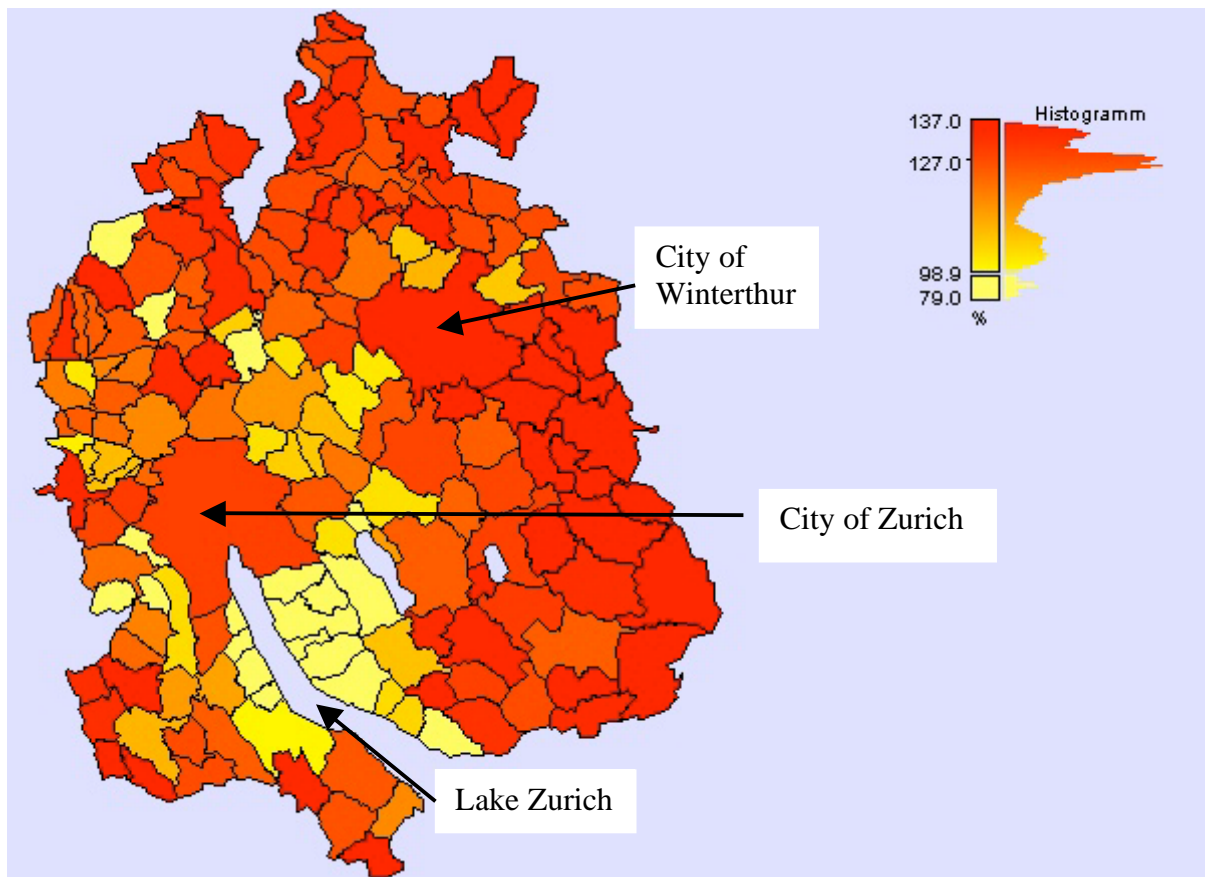 137.0
Histogramm
127.0
98.9
79.0
%
City of
Winterthur
City of Zurich
Lake Zurich